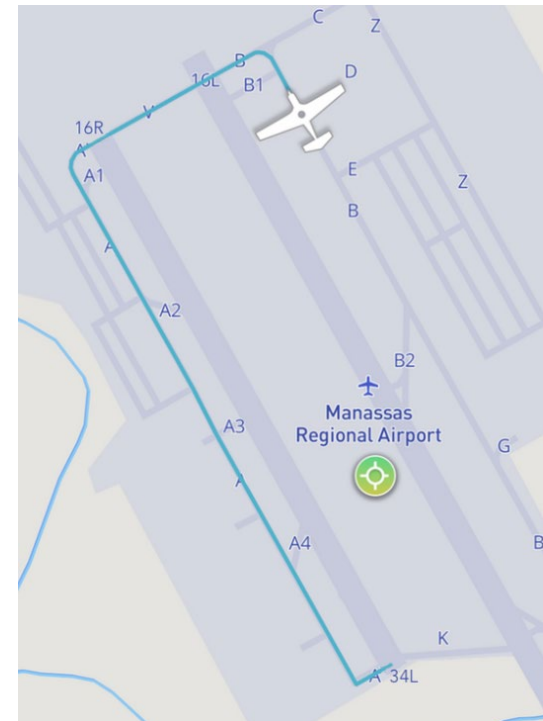 C
Z
B
16L
B1
D
V
16R
A
A1
E
B
Z
A
A2
B2
Manassas
Regional Airport
A3
G
A
A4
B
K
A 34L